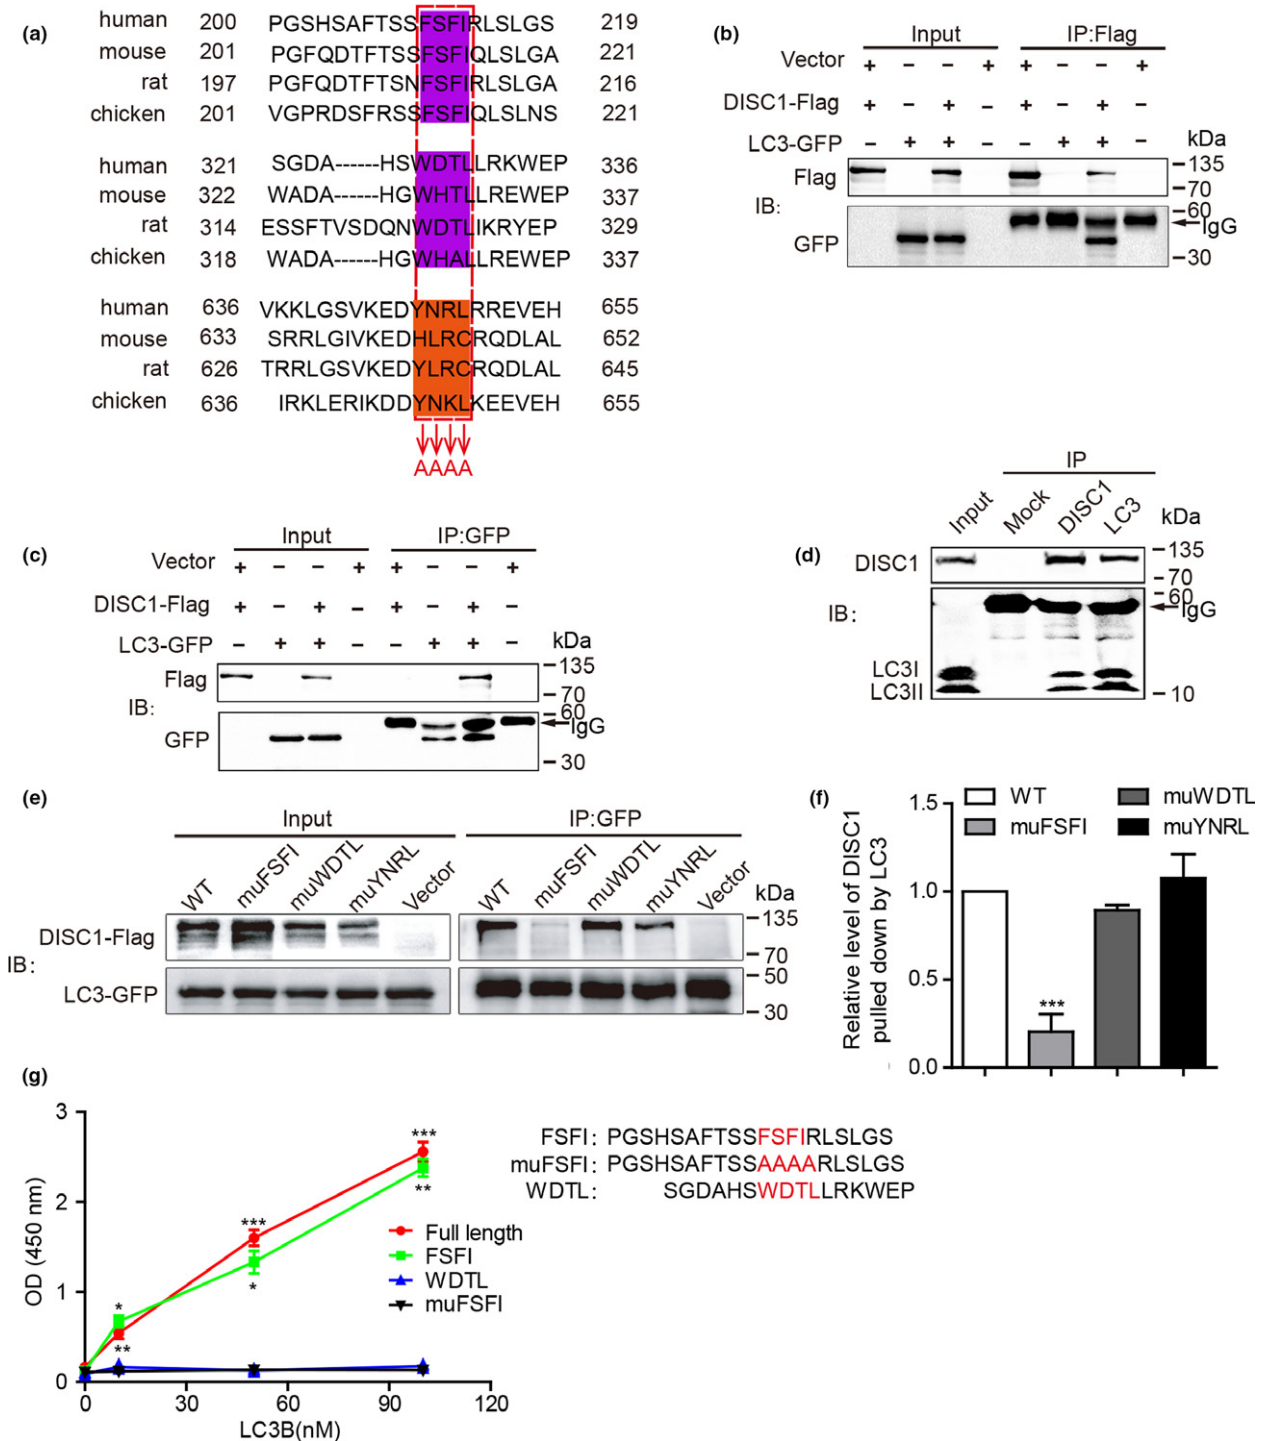 (a)
human 200 PGSHSAFTSSFSFIRLSLGS 219
mouse 201 PGFQDTFTSSFSFIQLSLGA 221
rat 197 PGFQDTFTSNFSFIRLSLGA 216
chicken 201 VGPRDSFRSSFSFIQLSLNS 221
human 321 SGDA------HSWDTLLRKWEP 336
mouse 322 WADA------HGWHTLLREWEP 337
rat 314 ESSFTVSDQNWDTLIKRYEP 329
chicken 318 WADA------HGWHALLREWEP 337
human 636 VKKLGSVKEDYNRLRREVEH 655
mouse 633 SRRLGIVKEDHLRCRQDLAL 652
rat 626 TRRLGSVKEDYLRCRQDLAL 645
chicken 636 IRKLERIKDDYNKLKEEVEH 655
AAAA
(b)
Input IP:Flag
Vector + − − + + − − +
DISC1-Flag + − + − + − + −
LC3-GFP − + + − − + + − kDa
Flag 135
70
IB:
GFP 60
IgG
30
(c)
Input IP:GFP
Vector + − − + + − − +
DISC1-Flag + − + − + − + −
LC3-GFP − + + − − + + − kDa
Flag 135
70
IB:
GFP 60
IgG
30
(d)
IP
Input Mock DISC1 LC3 kDa
DISC1 135
70
IB: 60
IgG
LC3I
LC3II 10
(e)
Input IP:GFP
WT muFSFI muWDTL muYNRL Vector WT muFSFI muWDTL muYNRL Vector kDa
DISC1-Flag 135
70
IB:
LC3-GFP 50
30
(f)
WT muWDTL
muFSFI muYNRL
Relative level of DISC1
pulled down by LC3
1.5
1.0
0.5
0.0
***
(g)
OD (450 nm)
3
2
1
0
0 30 60 90 120
LC3B(nM)
***
**
***
*
*
**
Full length
FSFI
WDTL
muFSFI
FSFI: PGSHSAFTSSFSFIRLSLGS
muFSFI: PGSHSAFTSSAAAARLSLGS
WDTL: SGDAHSWDTLLRKWEP